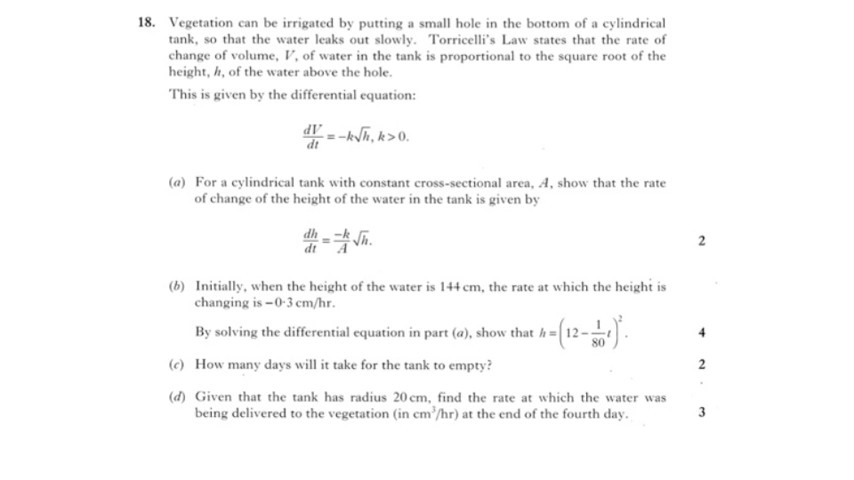 18. Vegetation can be irrigated by putting a small hole in the bottom of a cylindrical
tank, so that the water leaks out slowly. Torricelli's Law states that the rate of
change of volume, V, of water in the tank is proportional to the square root of the
height, h, of the water above the hole.
This is given by the differential equation:
dV/dt = −k√h, k > 0.
(a) For a cylindrical tank with constant cross-sectional area, A, show that the rate
of change of the height of the water in the tank is given by
dh/dt = −k/A √h. 2
(b) Initially, when the height of the water is 144 cm, the rate at which the height is
changing is −0·3 cm/hr.
By solving the differential equation in part (a), show that h = (12 − 1/80 t)². 4
(c) How many days will it take for the tank to empty? 2
(d) Given that the tank has radius 20 cm, find the rate at which the water was
being delivered to the vegetation (in cm³/hr) at the end of the fourth day. 3